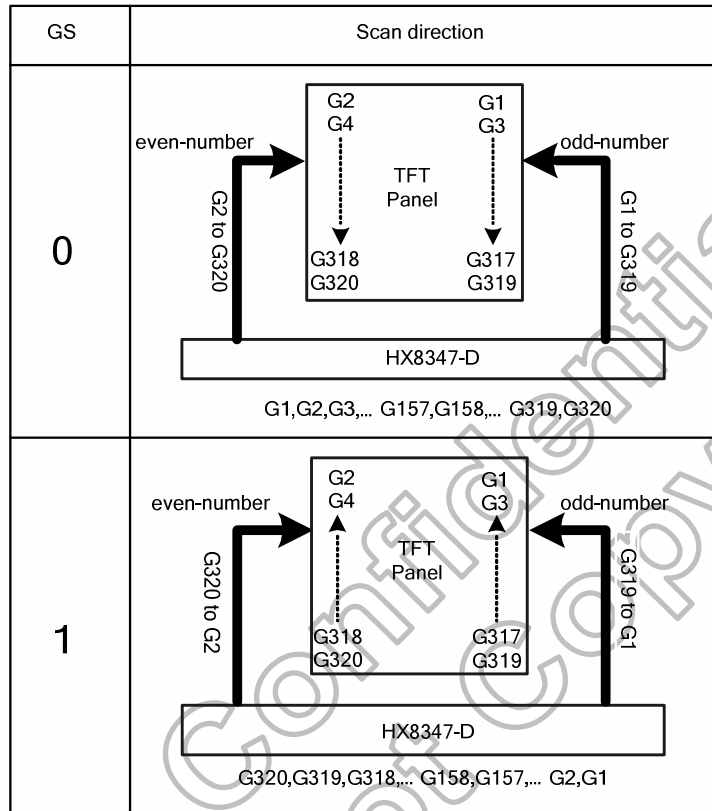 GS Scan direction
0
even-number
odd-number
G2 G1
G4 G3
TFT
Panel
G318 G317
G320 G319
G2 to G320
G1 to G319
HX8347-D
G1,G2,G3,... G157,G158,... G319,G320
1
even-number
odd-number
G2 G1
G4 G3
TFT
Panel
G318 G317
G320 G319
G320 to G2
G319 to G1
HX8347-D
G320,G319,G318,... G158,G157,... G2,G1
Confidentia
ot Copy